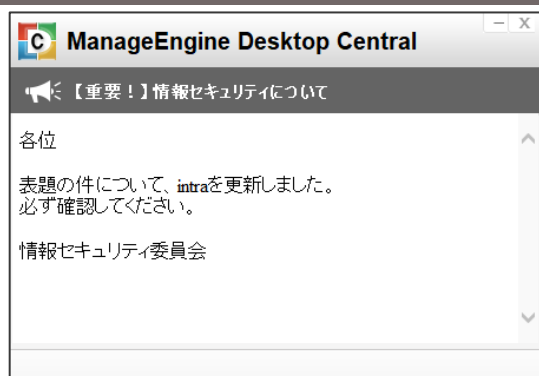 C ManageEngine Desktop Central
【重要！】情報セキュリティについて
各位
表題の件について、intraを更新しました。
必ず確認してください。
情報セキュリティ委員会